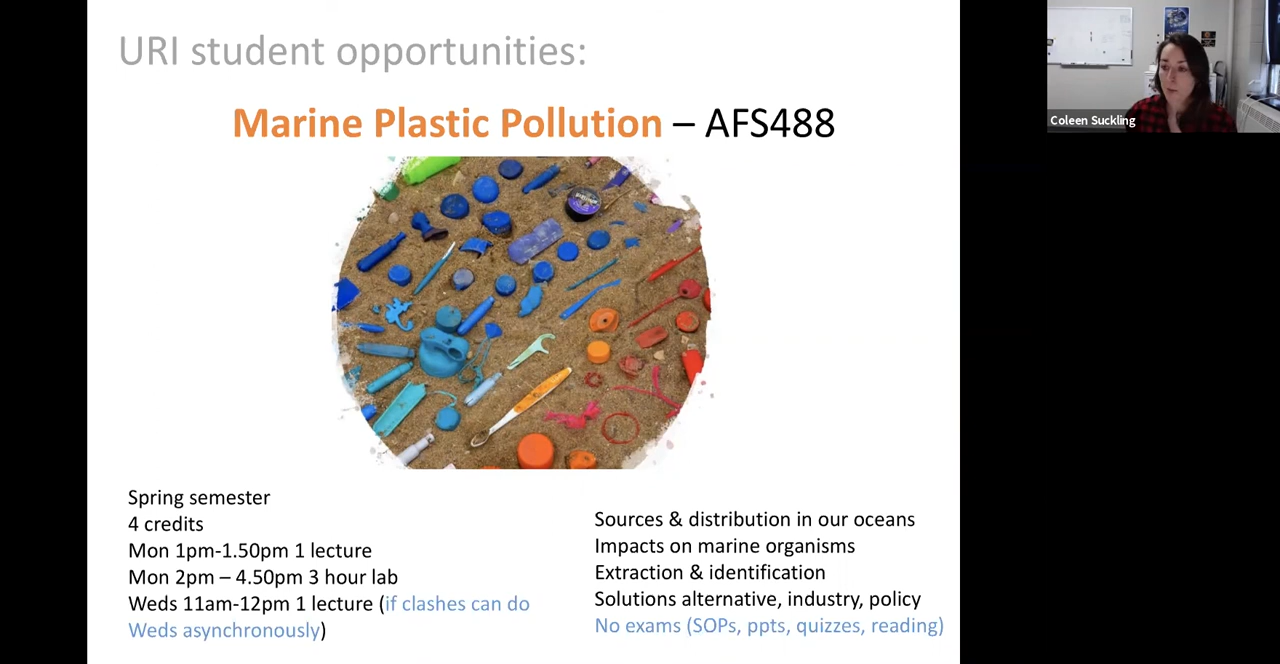 URI student opportunities:
Marine Plastic Pollution – AFS488
Coleen Suckling
Spring semester
4 credits
Mon 1pm-1.50pm 1 lecture
Mon 2pm – 4.50pm 3 hour lab
Weds 11am-12pm 1 lecture (if clashes can do
Weds asynchronously)
Sources & distribution in our oceans
Impacts on marine organisms
Extraction & identification
Solutions alternative, industry, policy
No exams (SOPs, ppts, quizzes, reading)